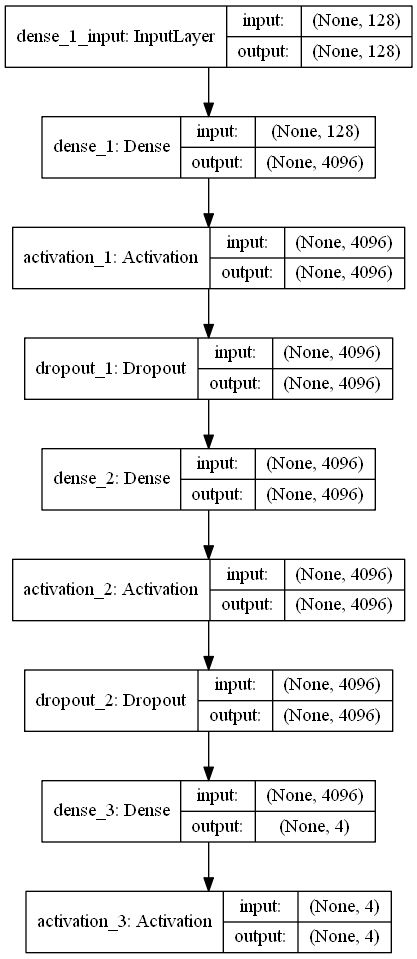 dense_1_input: InputLayer
input: (None, 128)
output: (None, 128)
dense_1: Dense
input: (None, 128)
output: (None, 4096)
activation_1: Activation
input: (None, 4096)
output: (None, 4096)
dropout_1: Dropout
input: (None, 4096)
output: (None, 4096)
dense_2: Dense
input: (None, 4096)
output: (None, 4096)
activation_2: Activation
input: (None, 4096)
output: (None, 4096)
dropout_2: Dropout
input: (None, 4096)
output: (None, 4096)
dense_3: Dense
input: (None, 4096)
output: (None, 4)
activation_3: Activation
input: (None, 4)
output: (None, 4)